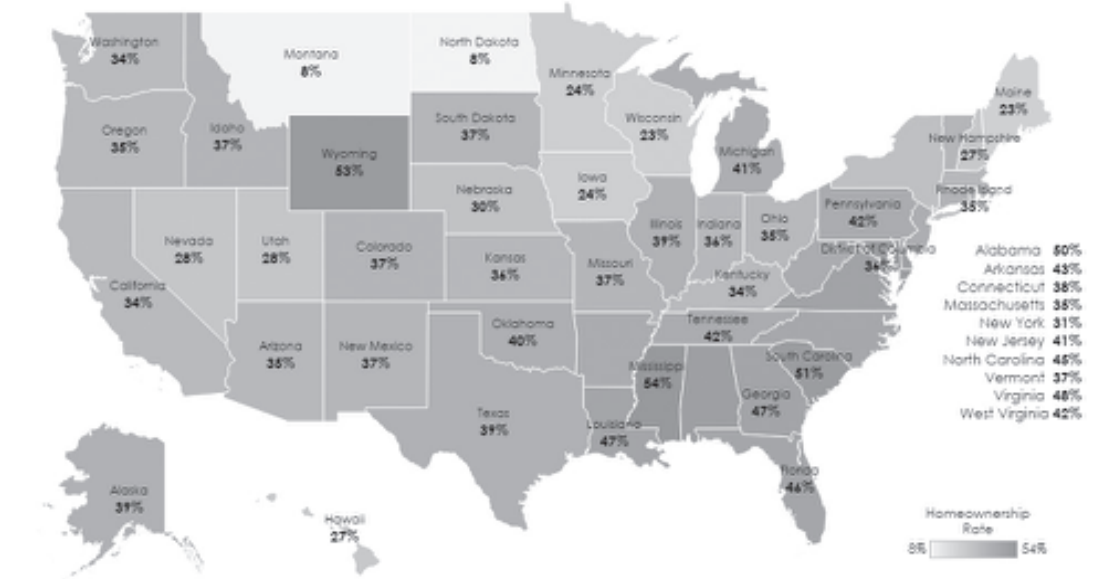 Washington
34%
Montana
8%
North Dakota
8%
Minnesota
24%
Wisconsin
23%
Maine
23%
Oregon
35%
Idaho
37%
Wyoming
53%
South Dakota
37%
Michigan
41%
New Hampshire
27%
Rhode Island
35%
Nebraska
30%
Iowa
24%
Illinois
39%
Indiana
36%
Ohio
35%
Pennsylvania
42%
Nevada
28%
Utah
28%
Colorado
37%
Kansas
36%
Missouri
37%
Kentucky
34%
District of Columbia
36%
California
34%
Arizona
35%
New Mexico
37%
Oklahoma
40%
Tennessee
42%
Mississippi
54%
South Carolina
51%
Georgia
47%
Texas
39%
Louisiana
47%
Florida
46%
Alaska
39%
Hawaii
27%
Alabama 50%
Arkansas 43%
Connecticut 38%
Massachusetts 35%
New York 31%
New Jersey 41%
North Carolina 45%
Vermont 37%
Virginia 48%
West Virginia 42%
Homeownership
Rate
8% 54%